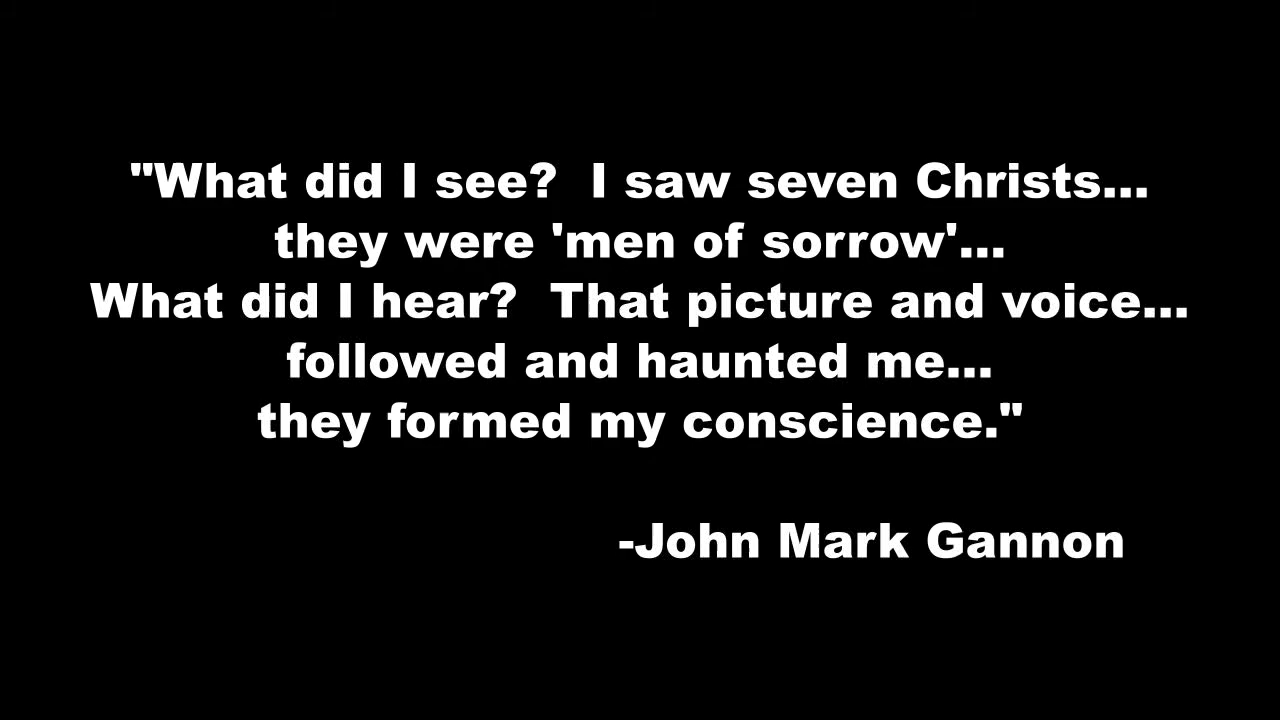 "What did I see?  I saw seven Christs...
they were 'men of sorrow'...
What did I hear?  That picture and voice...
followed and haunted me...
they formed my conscience."
-John Mark Gannon